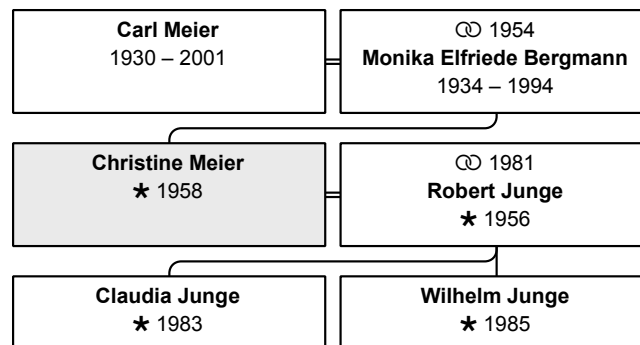 Carl Meier
1930 – 2001
⚭ 1954
Monika Elfriede Bergmann
1934 – 1994
Christine Meier
★ 1958
⚭ 1981
Robert Junge
★ 1956
Claudia Junge
★ 1983
Wilhelm Junge
★ 1985